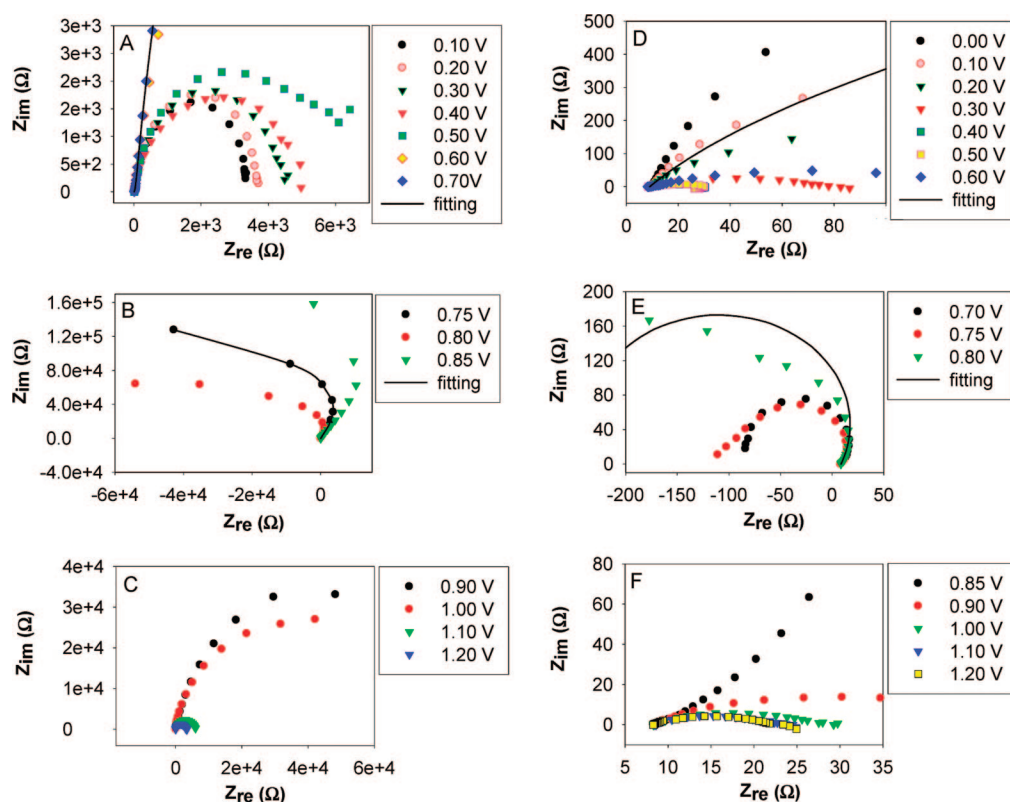 A
3e+3
3e+3
2e+3
2e+3
1e+3
5e+2
0
Zim (Ω)
0 2e+3 4e+3 6e+3
Zre (Ω)
0.10 V
0.20 V
0.30 V
0.40 V
0.50 V
0.60 V
0.70V
fitting
D
500
400
300
200
100
0
Zim (Ω)
0 20 40 60 80
Zre (Ω)
0.00 V
0.10 V
0.20 V
0.30 V
0.40 V
0.50 V
0.60 V
fitting
B
1.6e+5
1.2e+5
8.0e+4
4.0e+4
0.0
-4.0e+4
Zim (Ω)
-6e+4 -4e+4 -2e+4 0
Zre (Ω)
0.75 V
0.80 V
0.85 V
fitting
E
200
160
120
80
40
0
Zim (Ω)
-200 -150 -100 -50 0 50
Zre (Ω)
0.70 V
0.75 V
0.80 V
fitting
C
4e+4
3e+4
2e+4
1e+4
0
Zim (Ω)
0 2e+4 4e+4 6e+4
Zre (Ω)
0.90 V
1.00 V
1.10 V
1.20 V
F
80
60
40
20
0
Zim (Ω)
5 10 15 20 25 30 35
Zre (Ω)
0.85 V
0.90 V
1.00 V
1.10 V
1.20 V